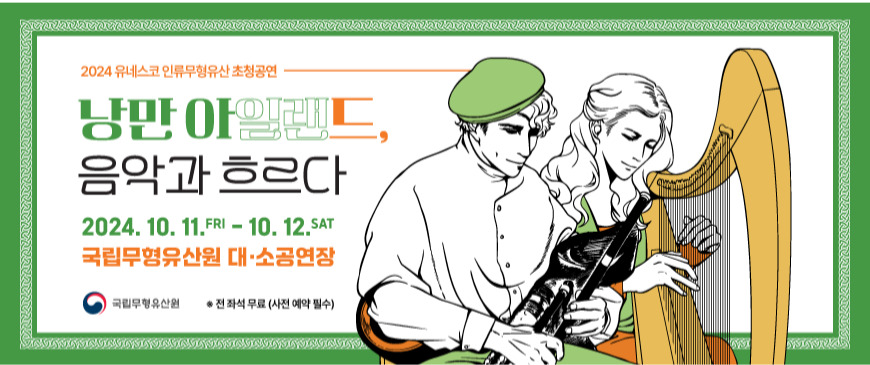 2024 유네스코 인류무형유산 초청공연
낭만 아일랜드,
음악과 흐르다
2024. 10. 11.FRI – 10. 12.SAT
국립무형유산원 대·소공연장
국립무형유산원 ※ 전 좌석 무료 (사전 예약 필수)